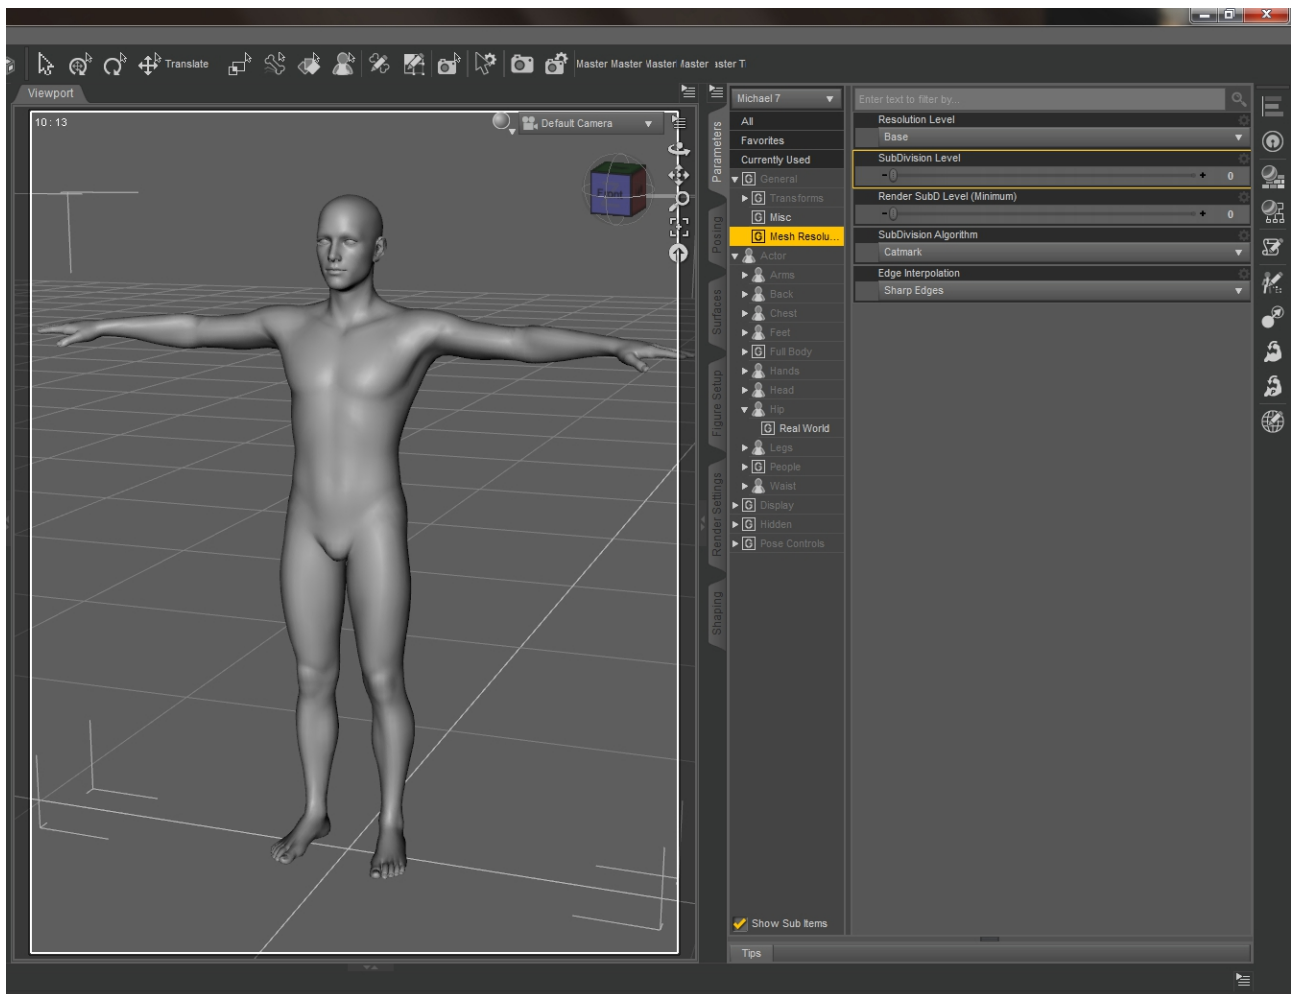 Translate
Master Master Master Master aster T
Viewport
10 : 13
Default Camera
Front
Parameters
Posing
Surfaces
Figure Setup
Render Settings
Shaping
Michael 7
All
Favorites
Currently Used
G General
G Transforms
G Misc
G Mesh Resolu...
Actor
Arms
Back
Chest
Feet
G Full Body
Hands
Head
Hip
G Real World
Legs
G People
Waist
G Display
G Hidden
G Pose Controls
Show Sub Items
Enter text to filter by...
Resolution Level
Base
SubDivision Level
- + 0
Render SubD Level (Minimum)
- + 0
SubDivision Algorithm
Catmark
Edge Interpolation
Sharp Edges
Tips